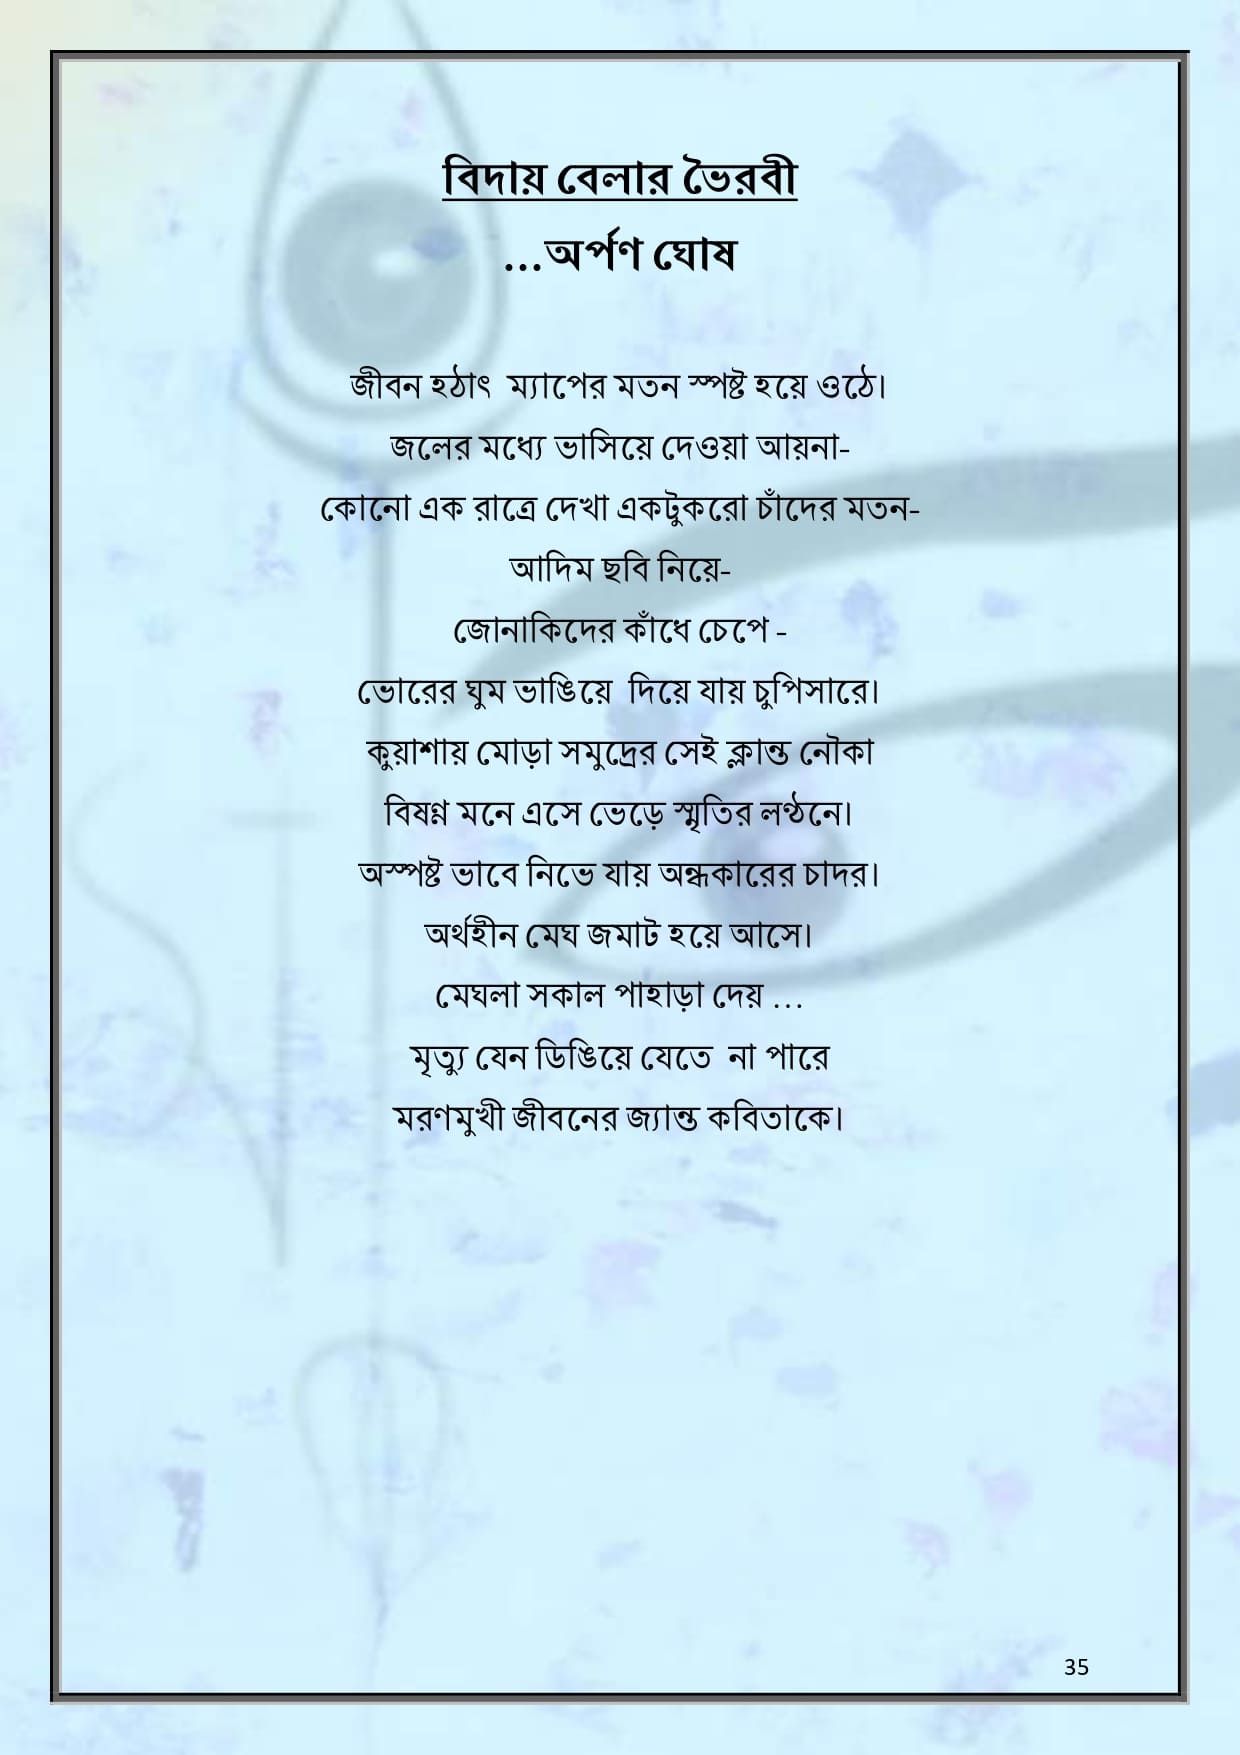 বিদায় বেলার ভৈরবী
...অর্পণ ঘোষ
জীবন হঠাৎ ম্যাপের মতন স্পষ্ট হয়ে ওঠে।
জলের মধ্যে ভাসিয়ে দেওয়া আয়না-
কোনো এক রাত্রে দেখা একটুকরো চাঁদের মতন-
আদিম ছবি নিয়ে-
জোনাকিদের কাঁধে চেপে -
ভোরের ঘুম ভাঙিয়ে দিয়ে যায় চুপিসারে।
কুয়াশায় মোড়া সমুদ্রের সেই ক্লান্ত নৌকা
বিষণ্ণ মনে এসে ভেড়ে স্মৃতির লণ্ঠনে।
অস্পষ্ট ভাবে নিভে যায় অন্ধকারের চাদর।
অর্থহীন মেঘ জমাট হয়ে আসে।
মেঘলা সকাল পাহাড়া দেয় ...
মৃত্যু যেন ডিঙিয়ে যেতে না পারে
মরণমুখী জীবনের জ্যান্ত কবিতাকে।
35